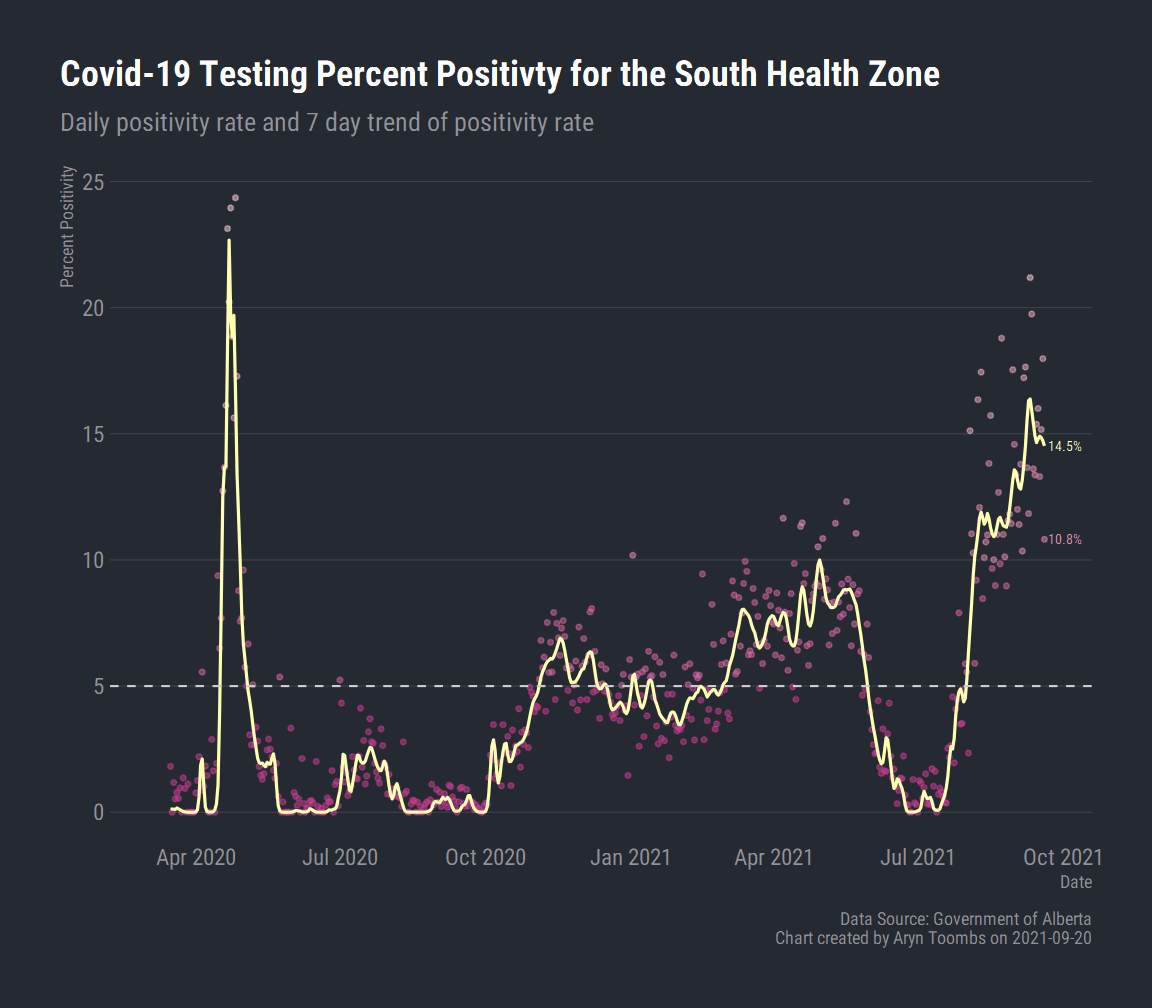 Covid-19 Testing Percent Positivty for the South Health Zone
Daily positivity rate and 7 day trend of positivity rate
Percent Positivity
25
20
15
10
5
0
14.5%
10.8%
Apr 2020 Jul 2020 Oct 2020 Jan 2021 Apr 2021 Jul 2021 Oct 2021
Date
Data Source: Government of Alberta
Chart created by Aryn Toombs on 2021-09-20